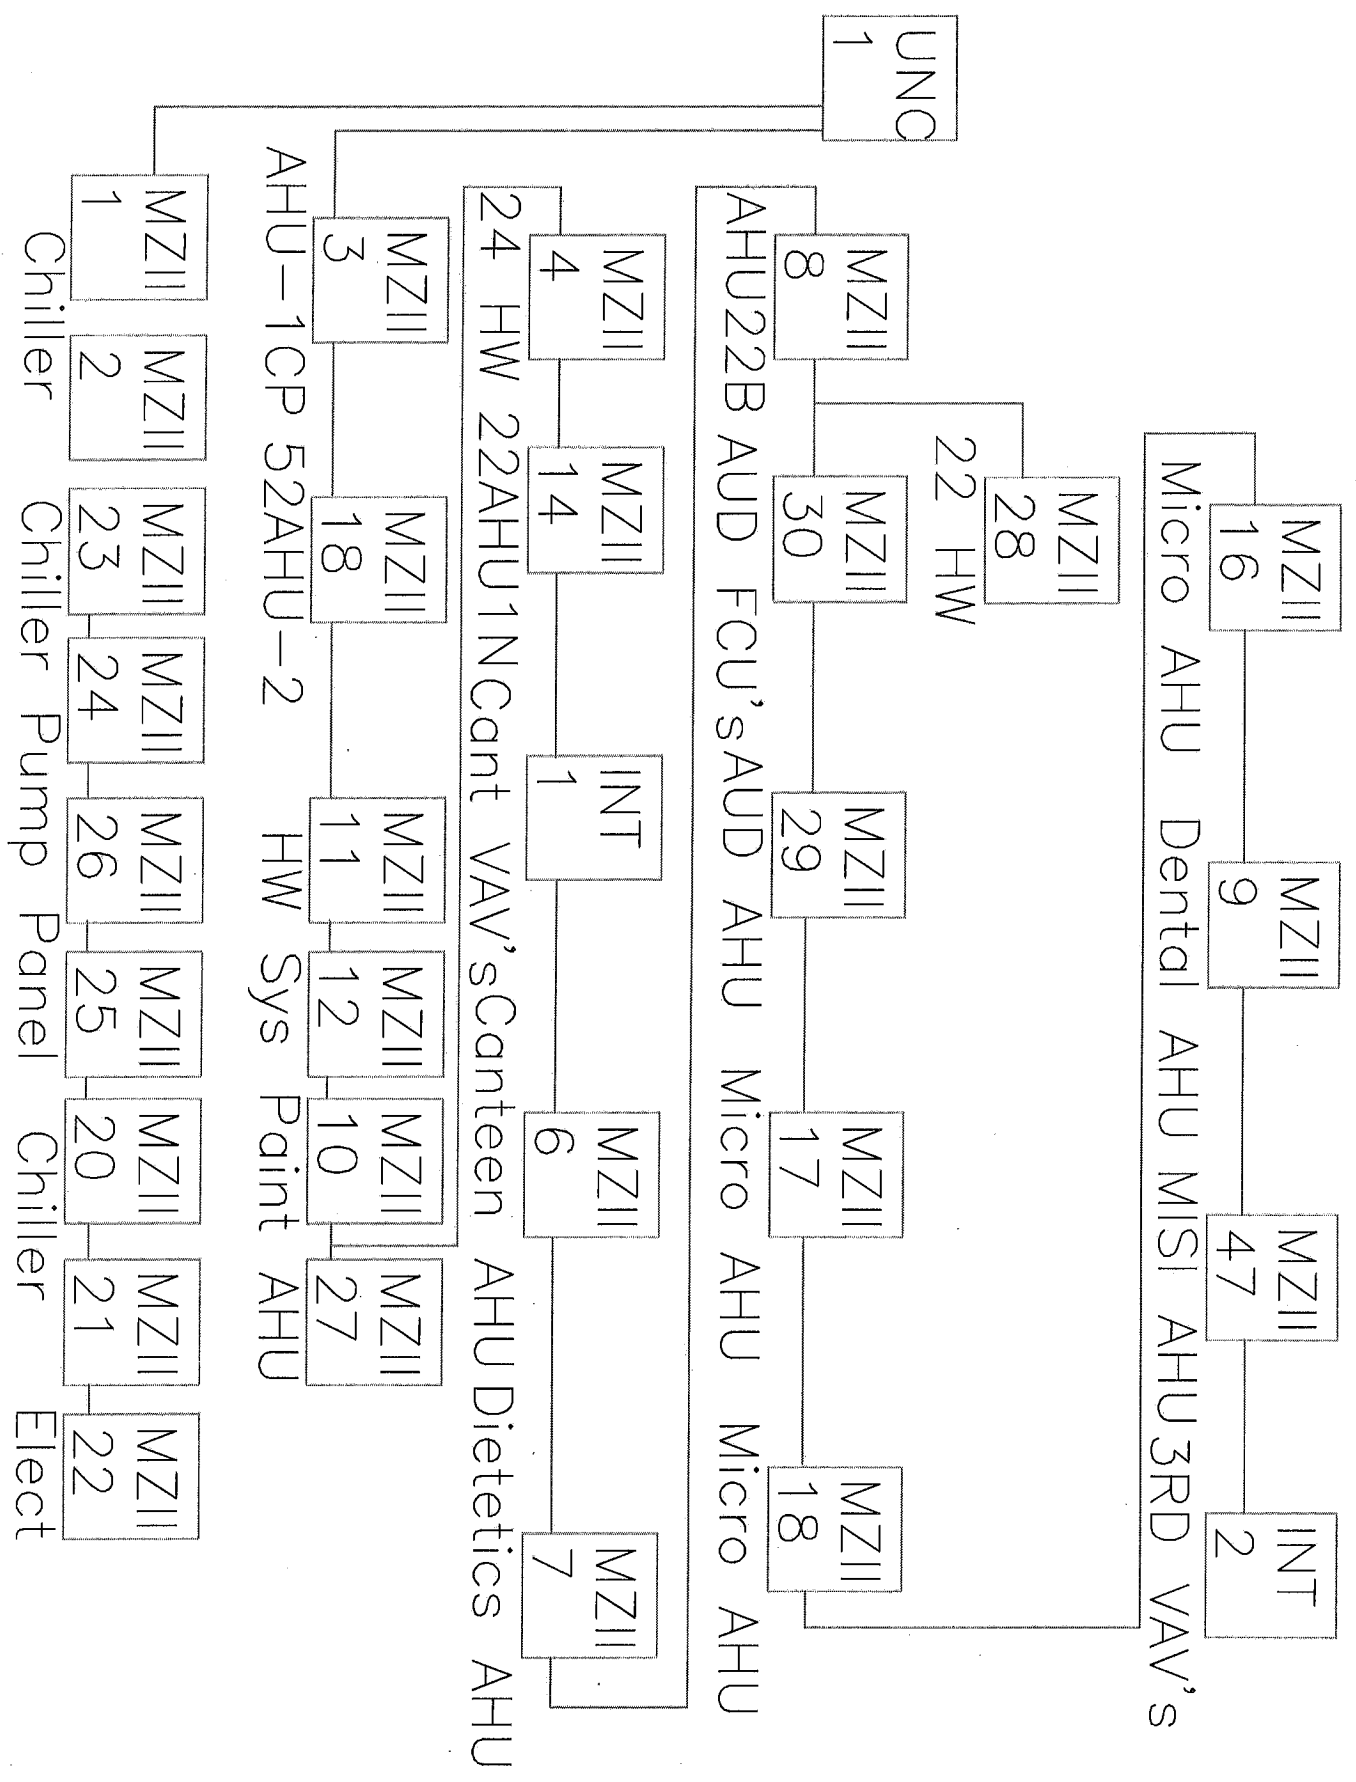 UNC
1
MZII
16
MZII
9
MZII
47
INT
2
Micro AHU Dental AHU MISI AHU 3RD VAV's
MZII
28
22 HW
MZII
8
MZII
30
MZII
29
MZII
17
MZII
18
AHU22B AUD FCU's AUD AHU Micro AHU Micro AHU
MZII
4
MZII
14
INT
1
MZII
6
MZII
7
24 HW 22AHU1N Cant VAV's Canteen AHU Dietetics AHU
MZII
3
MZII
18
MZII
11
MZII
12
MZII
10
MZII
27
AHU-1CP 52AHU-2 HW Sys Paint AHU
MZII
1
MZII
2
MZII
23
MZII
24
MZII
26
MZII
25
MZII
20
MZII
21
MZII
22
Chiller Chiller Pump Panel Chiller Elect